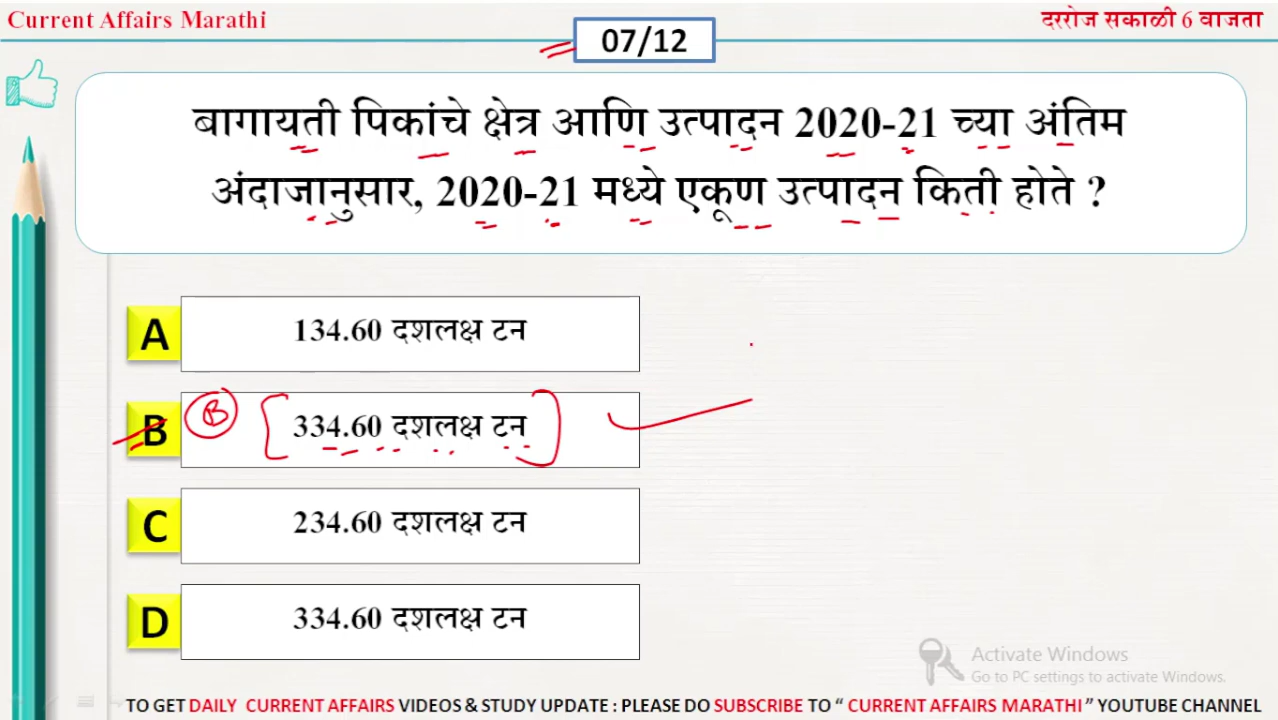 Current Affairs Marathi
दररोज सकाळी 6 वाजता
07/12
बागायती पिकांचे क्षेत्र आणि उत्पादन 2020-21 च्या अंतिम
अंदाजानुसार, 2020-21 मध्ये एकूण उत्पादन किती होते ?
A 134.60 दशलक्ष टन
B B 334.60 दशलक्ष टन
C 234.60 दशलक्ष टन
D 334.60 दशलक्ष टन
Activate Windows
Go to PC settings to activate Windows.
TO GET DAILY CURRENT AFFAIRS VIDEOS & STUDY UPDATE : PLEASE DO SUBSCRIBE TO “ CURRENT AFFAIRS MARATHI ” YOUTUBE CHANNEL